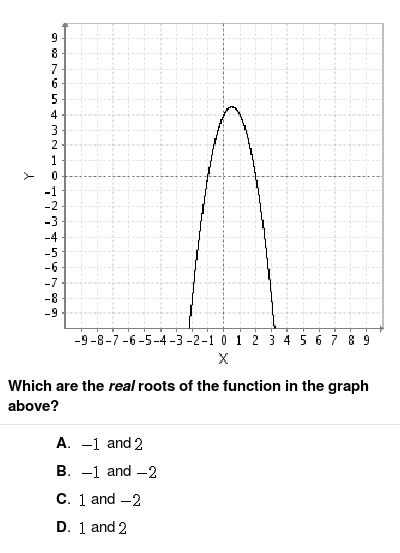 9
8
7
6
5
4
3
2
1
Y 0
-1
-2
-3
-4
-5
-6
-7
-8
-9
-9 -8 -7 -6 -5 -4 -3 -2 -1 0 1 2 3 4 5 6 7 8 9
X
Which are the real roots of the function in the graph
above?
A. −1 and 2
B. −1 and −2
C. 1 and −2
D. 1 and 2